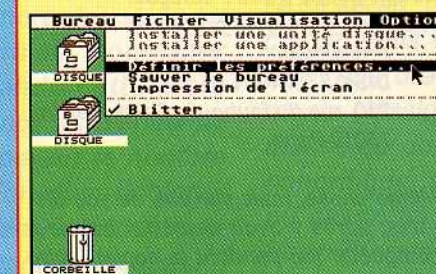 Bureau Fichier Visualisation Option
Installer une unité disque...
Installer une application...
Définir les préférences...
Sauver le bureau
Impression de l'écran
✓ Blitter
A
DISQUE
B
DISQUE
CORBEILLE